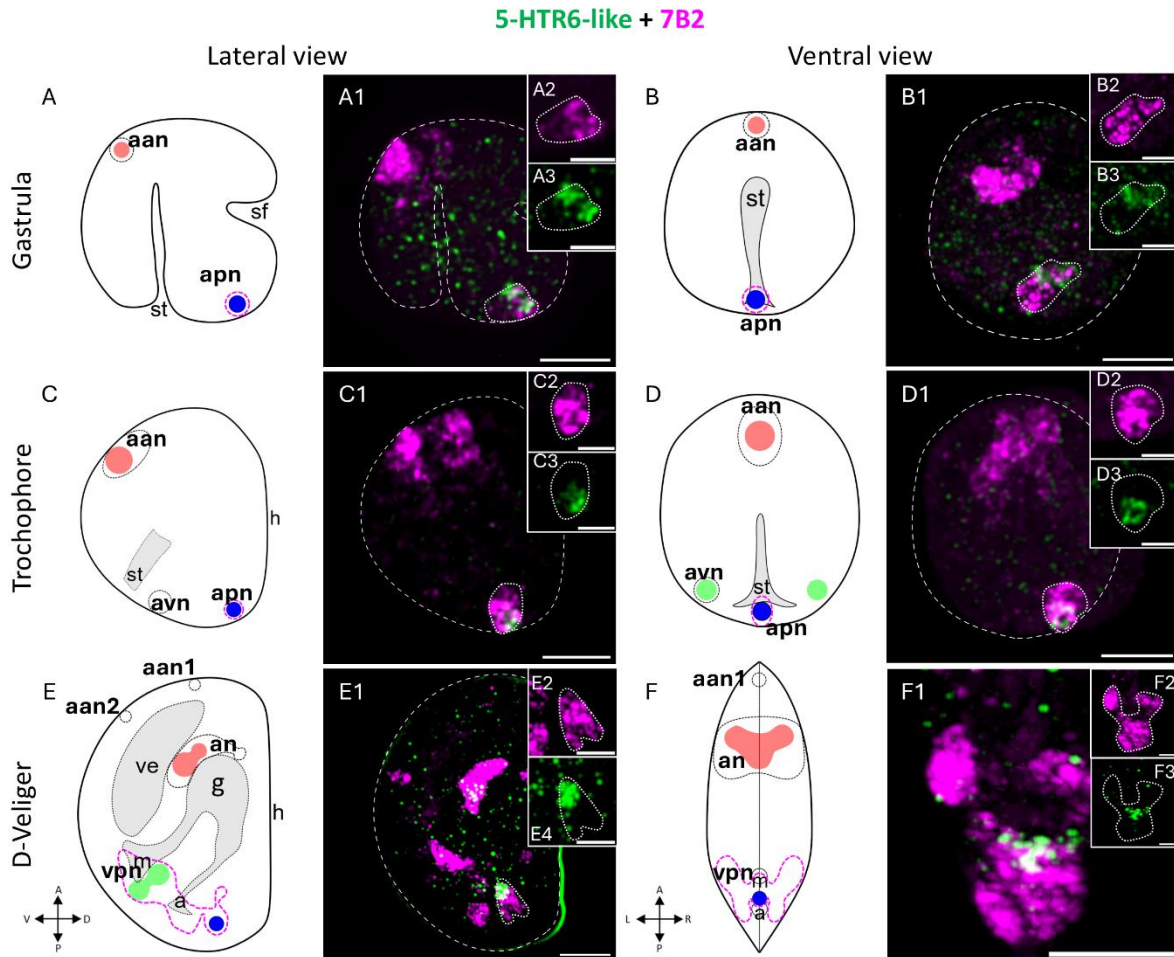 5-HTR6-like + 7B2
Lateral view
Ventral view
Gastrula
A
aan
sf
apn
st
A1
A2
A3
B
aan
st
apn
B1
B2
B3
Trochophore
C
aan
h
st
avn
apn
C1
C2
C3
D
aan
avn
st
apn
D1
D2
D3
D-Veliger
E
aan1
aan2
an
ve
g
h
m
vpn
a
A
V
D
P
E1
E2
E4
F
aan1
an
vpn
m
a
A
L
R
P
F1
F2
F3